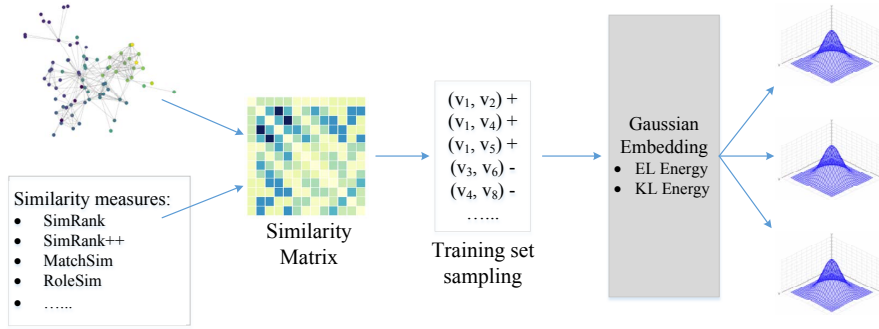 Similarity measures:
• SimRank
• SimRank++
• MatchSim
• RoleSim
• …...
Similarity
Matrix
(v1, v2) +
(v1, v4) +
(v1, v5) +
(v3, v6) -
(v4, v8) -
…...
Training set
sampling
Gaussian
Embedding
• EL Energy
• KL Energy